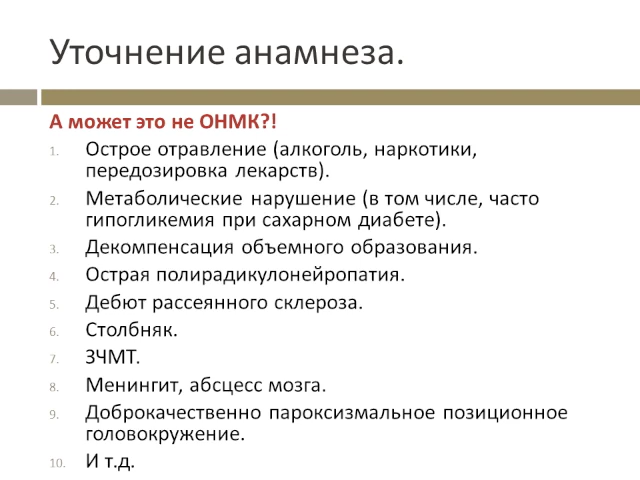 Уточнение анамнеза.
А может это не ОНМК?!
1. Острое отравление (алкоголь, наркотики,
передозировка лекарств).
2. Метаболические нарушение (в том числе, часто
гипогликемия при сахарном диабете).
3. Декомпенсация объемного образования.
4. Острая полирадикулонейропатия.
5. Дебют рассеянного склероза.
6. Столбняк.
7. ЗЧМТ.
8. Менингит, абсцесс мозга.
9. Доброкачественно пароксизмальное позиционное
головокружение.
10. И т.д.